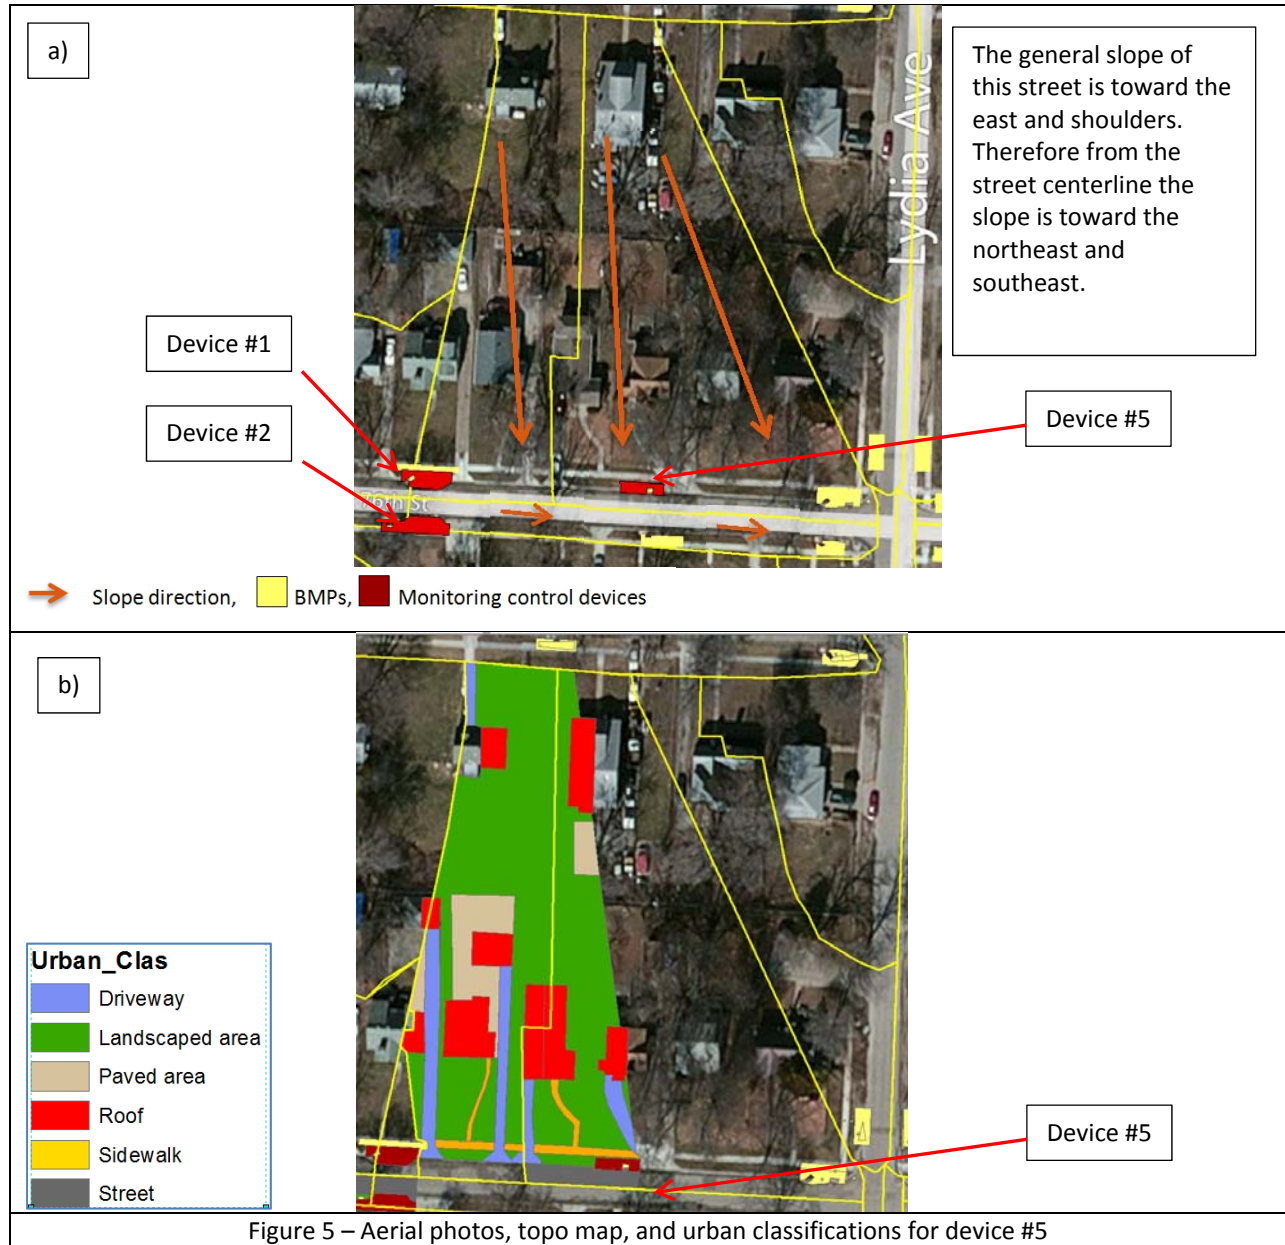 a)
The general slope of
this street is toward the
east and shoulders.
Therefore from the
street centerline the
slope is toward the
northeast and
southeast.
Lydia Ave
Device #1
Device #2
Device #5
76th St
Slope direction, BMPs, Monitoring control devices
b)
Urban_Clas
Driveway
Landscaped area
Paved area
Roof
Sidewalk
Street
Device #5
Figure 5 – Aerial photos, topo map, and urban classifications for device #5